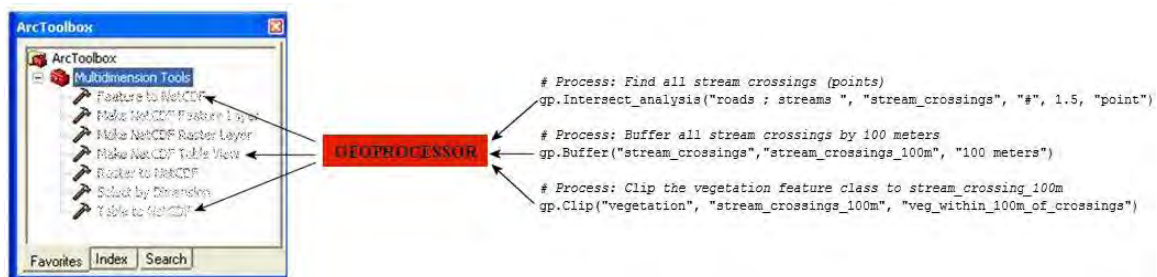 ArcToolbox
ArcToolbox
Multidimension Tools
Feature to NetCDF
Make NetCDF Feature Layer
Make NetCDF Raster Layer
Make NetCDF Table View
Raster to NetCDF
Select by Dimension
Table to NetCDF
Favorites Index Search
GEOPROCESSOR
# Process: Find all stream crossings (points)
gp.Intersect_analysis("roads ; streams ", "stream_crossings", "#", 1.5, "point")
# Process: Buffer all stream crossings by 100 meters
gp.Buffer("stream_crossings","stream_crossings_100m", "100 meters")
# Process: Clip the vegetation feature class to stream_crossing_100m
gp.Clip("vegetation", "stream_crossings_100m", "veg_within_100m_of_crossings")